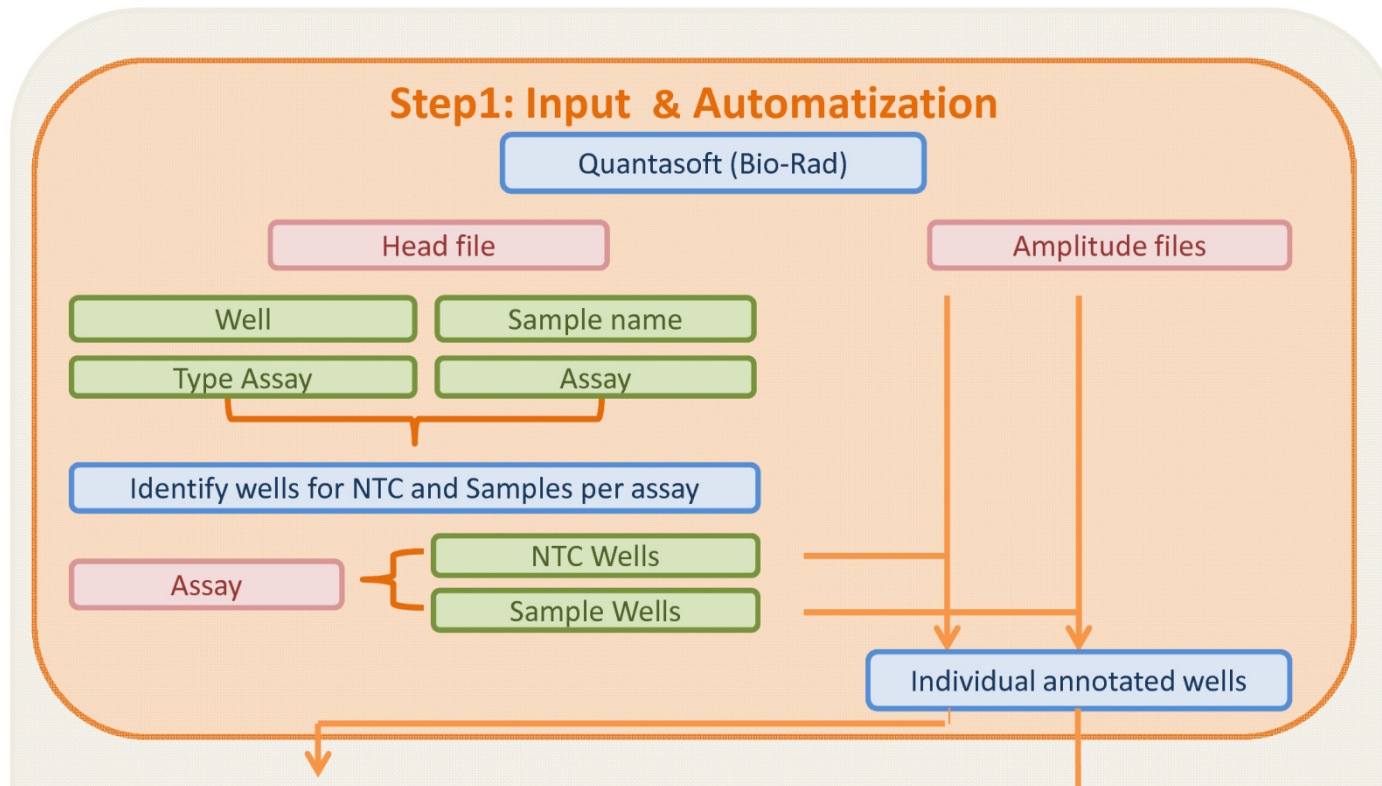 Step1: Input & Automatization
Quantasoft (Bio-Rad)
Head file
Amplitude files
Well
Sample name
Type Assay
Assay
Identify wells for NTC and Samples per assay
Assay
NTC Wells
Sample Wells
Individual annotated wells